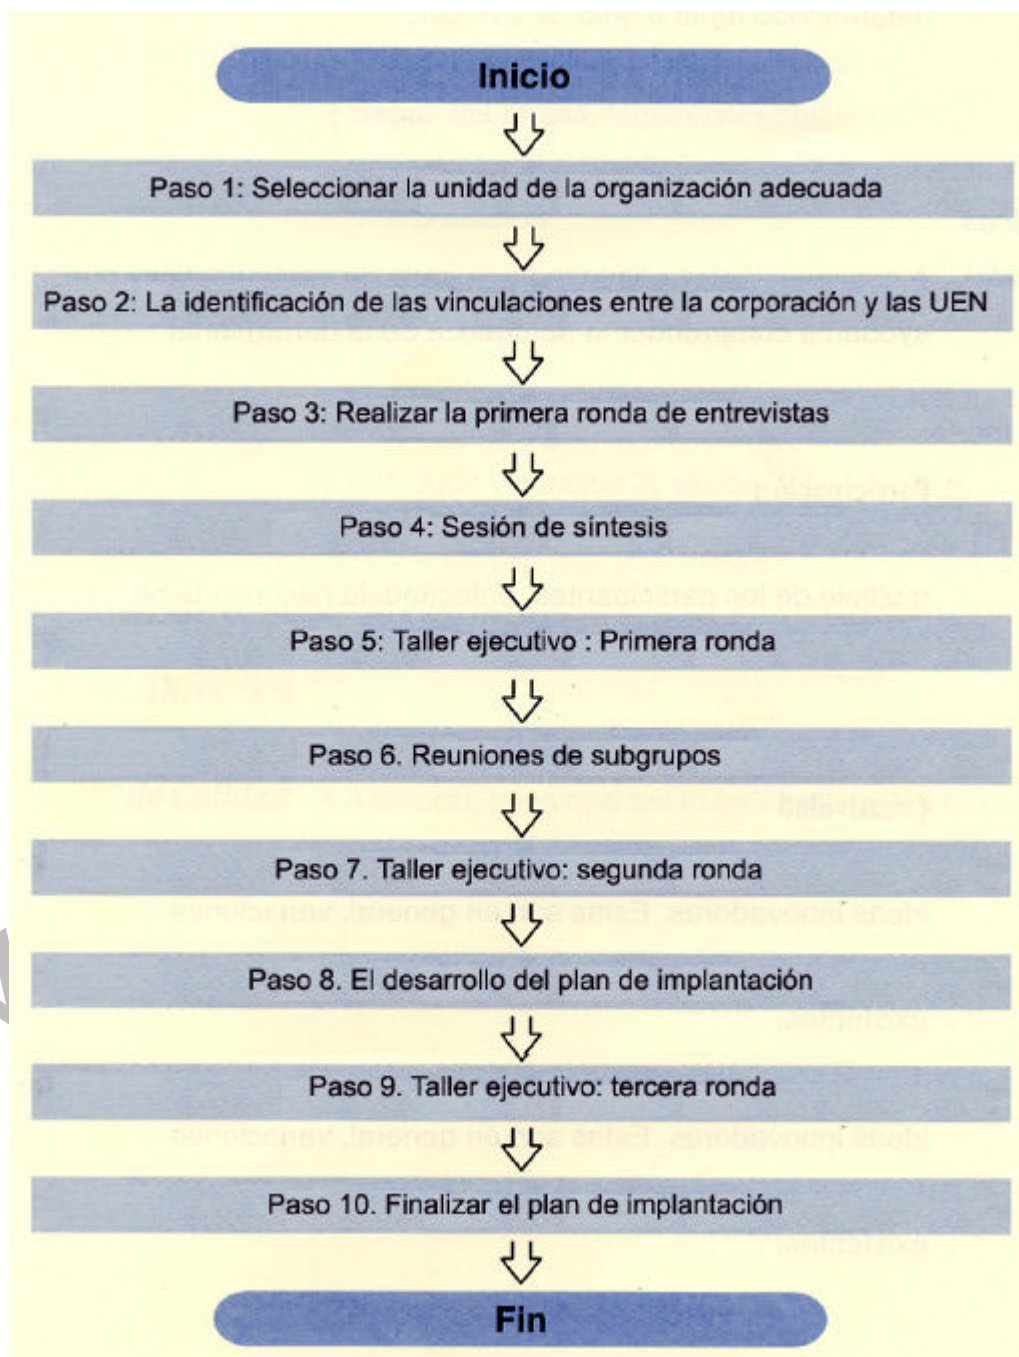 Inicio
Paso 1: Seleccionar la unidad de la organización adecuada
Paso 2: La identificación de las vinculaciones entre la corporación y las UEN
Paso 3: Realizar la primera ronda de entrevistas
Paso 4: Sesión de síntesis
Paso 5: Taller ejecutivo : Primera ronda
Paso 6. Reuniones de subgrupos
Paso 7. Taller ejecutivo: segunda ronda
Paso 8. El desarrollo del plan de implantación
Paso 9. Taller ejecutivo: tercera ronda
Paso 10. Finalizar el plan de implantación
Fin